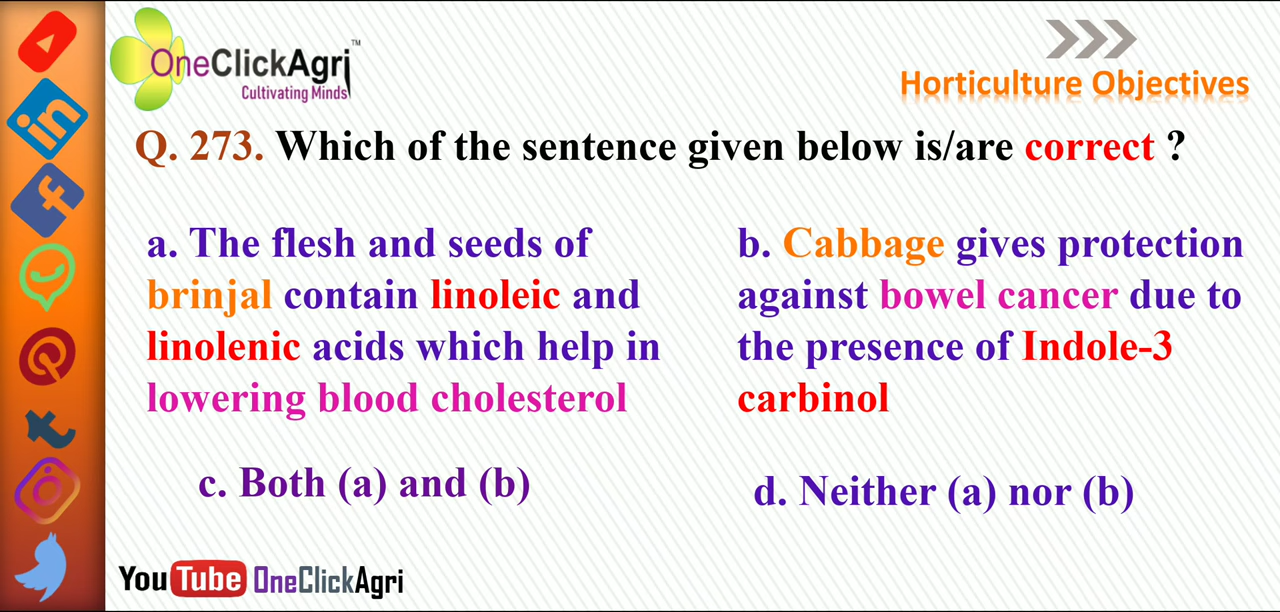 OneClickAgri™
Cultivating Minds
Horticulture Objectives
Q. 273. Which of the sentence given below is/are correct ?
a. The flesh and seeds of
brinjal contain linoleic and
linolenic acids which help in
lowering blood cholesterol
b. Cabbage gives protection
against bowel cancer due to
the presence of Indole-3
carbinol
c. Both (a) and (b)
d. Neither (a) nor (b)
YouTube OneClickAgri